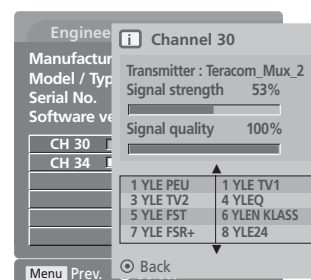 Enginee
Manufactur
Model / Typ
Serial No.
Software ve
CH 30
CH 34
i Channel 30
Transmitter : Teracom_Mux_2
Signal strength 53%
Signal quality 100%
1 YLE PEU 1 YLE TV1
3 YLE TV2 4 YLEQ
5 YLE FST 6 YLEN KLASS
7 YLE FSR+ 8 YLE24
Back
Menu Prev.